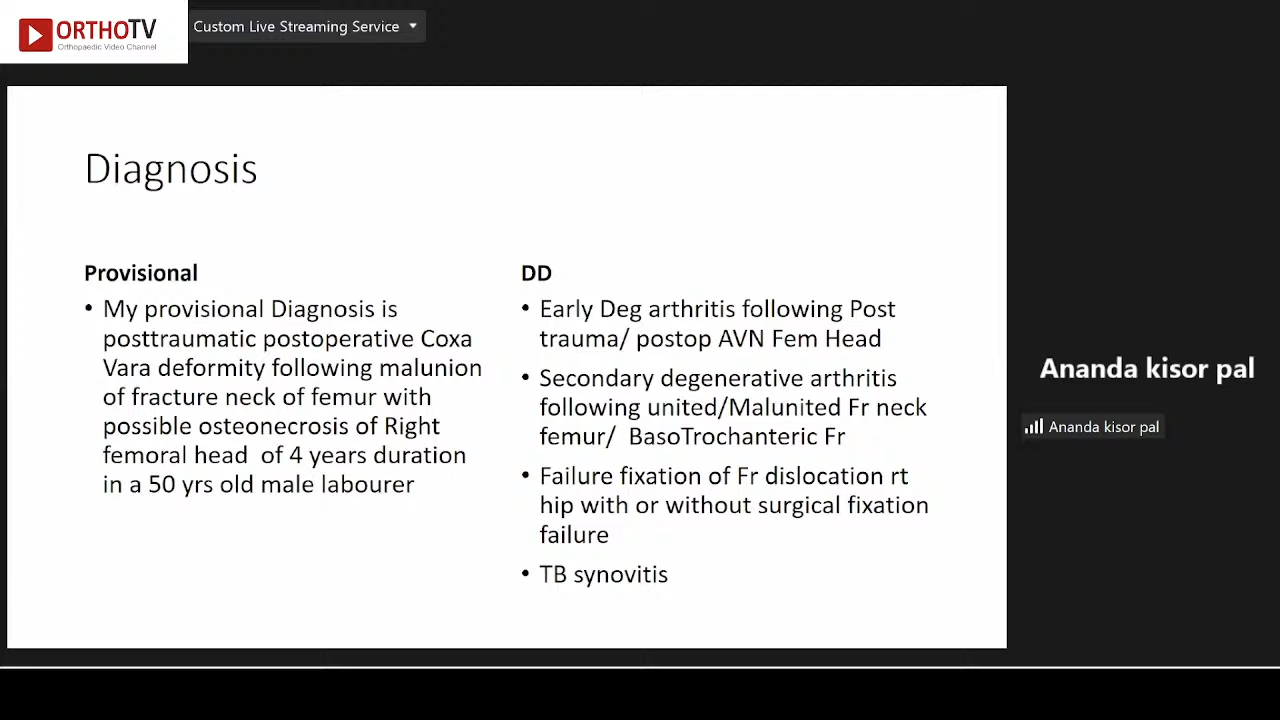 ORTHOTV
Orthopaedic Video Channel
Custom Live Streaming Service
Diagnosis
Provisional
• My provisional Diagnosis is
posttraumatic postoperative Coxa
Vara deformity following malunion
of fracture neck of femur with
possible osteonecrosis of Right
femoral head of 4 years duration
in a 50 yrs old male labourer
DD
• Early Deg arthritis following Post
trauma/ postop AVN Fem Head
• Secondary degenerative arthritis
following united/Malunited Fr neck
femur/ BasoTrochanteric Fr
• Failure fixation of Fr dislocation rt
hip with or without surgical fixation
failure
• TB synovitis
Ananda kisor pal
Ananda kisor pal